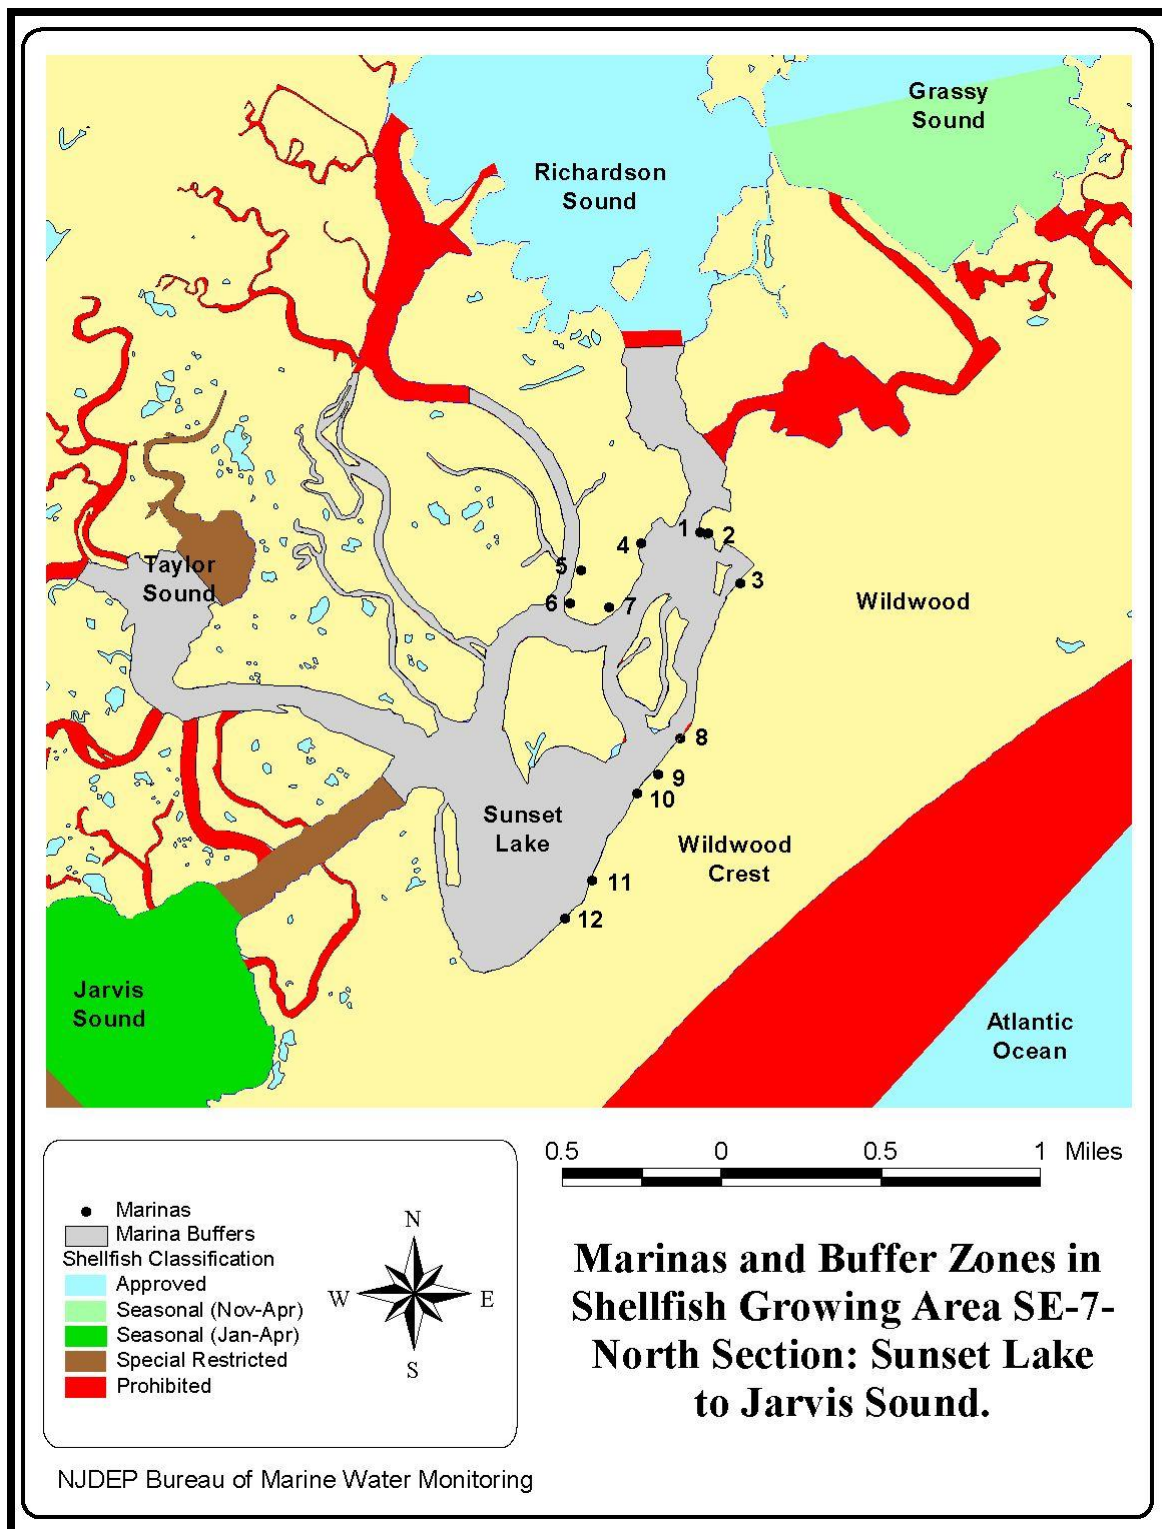 Grassy
Sound
Richardson
Sound
1
2
4
5
3
Taylor
Sound
6
7
Wildwood
8
9
10
Sunset
Lake
Wildwood
Crest
11
12
Jarvis
Sound
Atlantic
Ocean
0.5 0 0.5 1 Miles
Marinas
Marina Buffers
Shellfish Classification
Approved
Seasonal (Nov-Apr)
Seasonal (Jan-Apr)
Special Restricted
Prohibited
N
W E
S
Marinas and Buffer Zones in
Shellfish Growing Area SE-7-
North Section: Sunset Lake
to Jarvis Sound.
NJDEP Bureau of Marine Water Monitoring